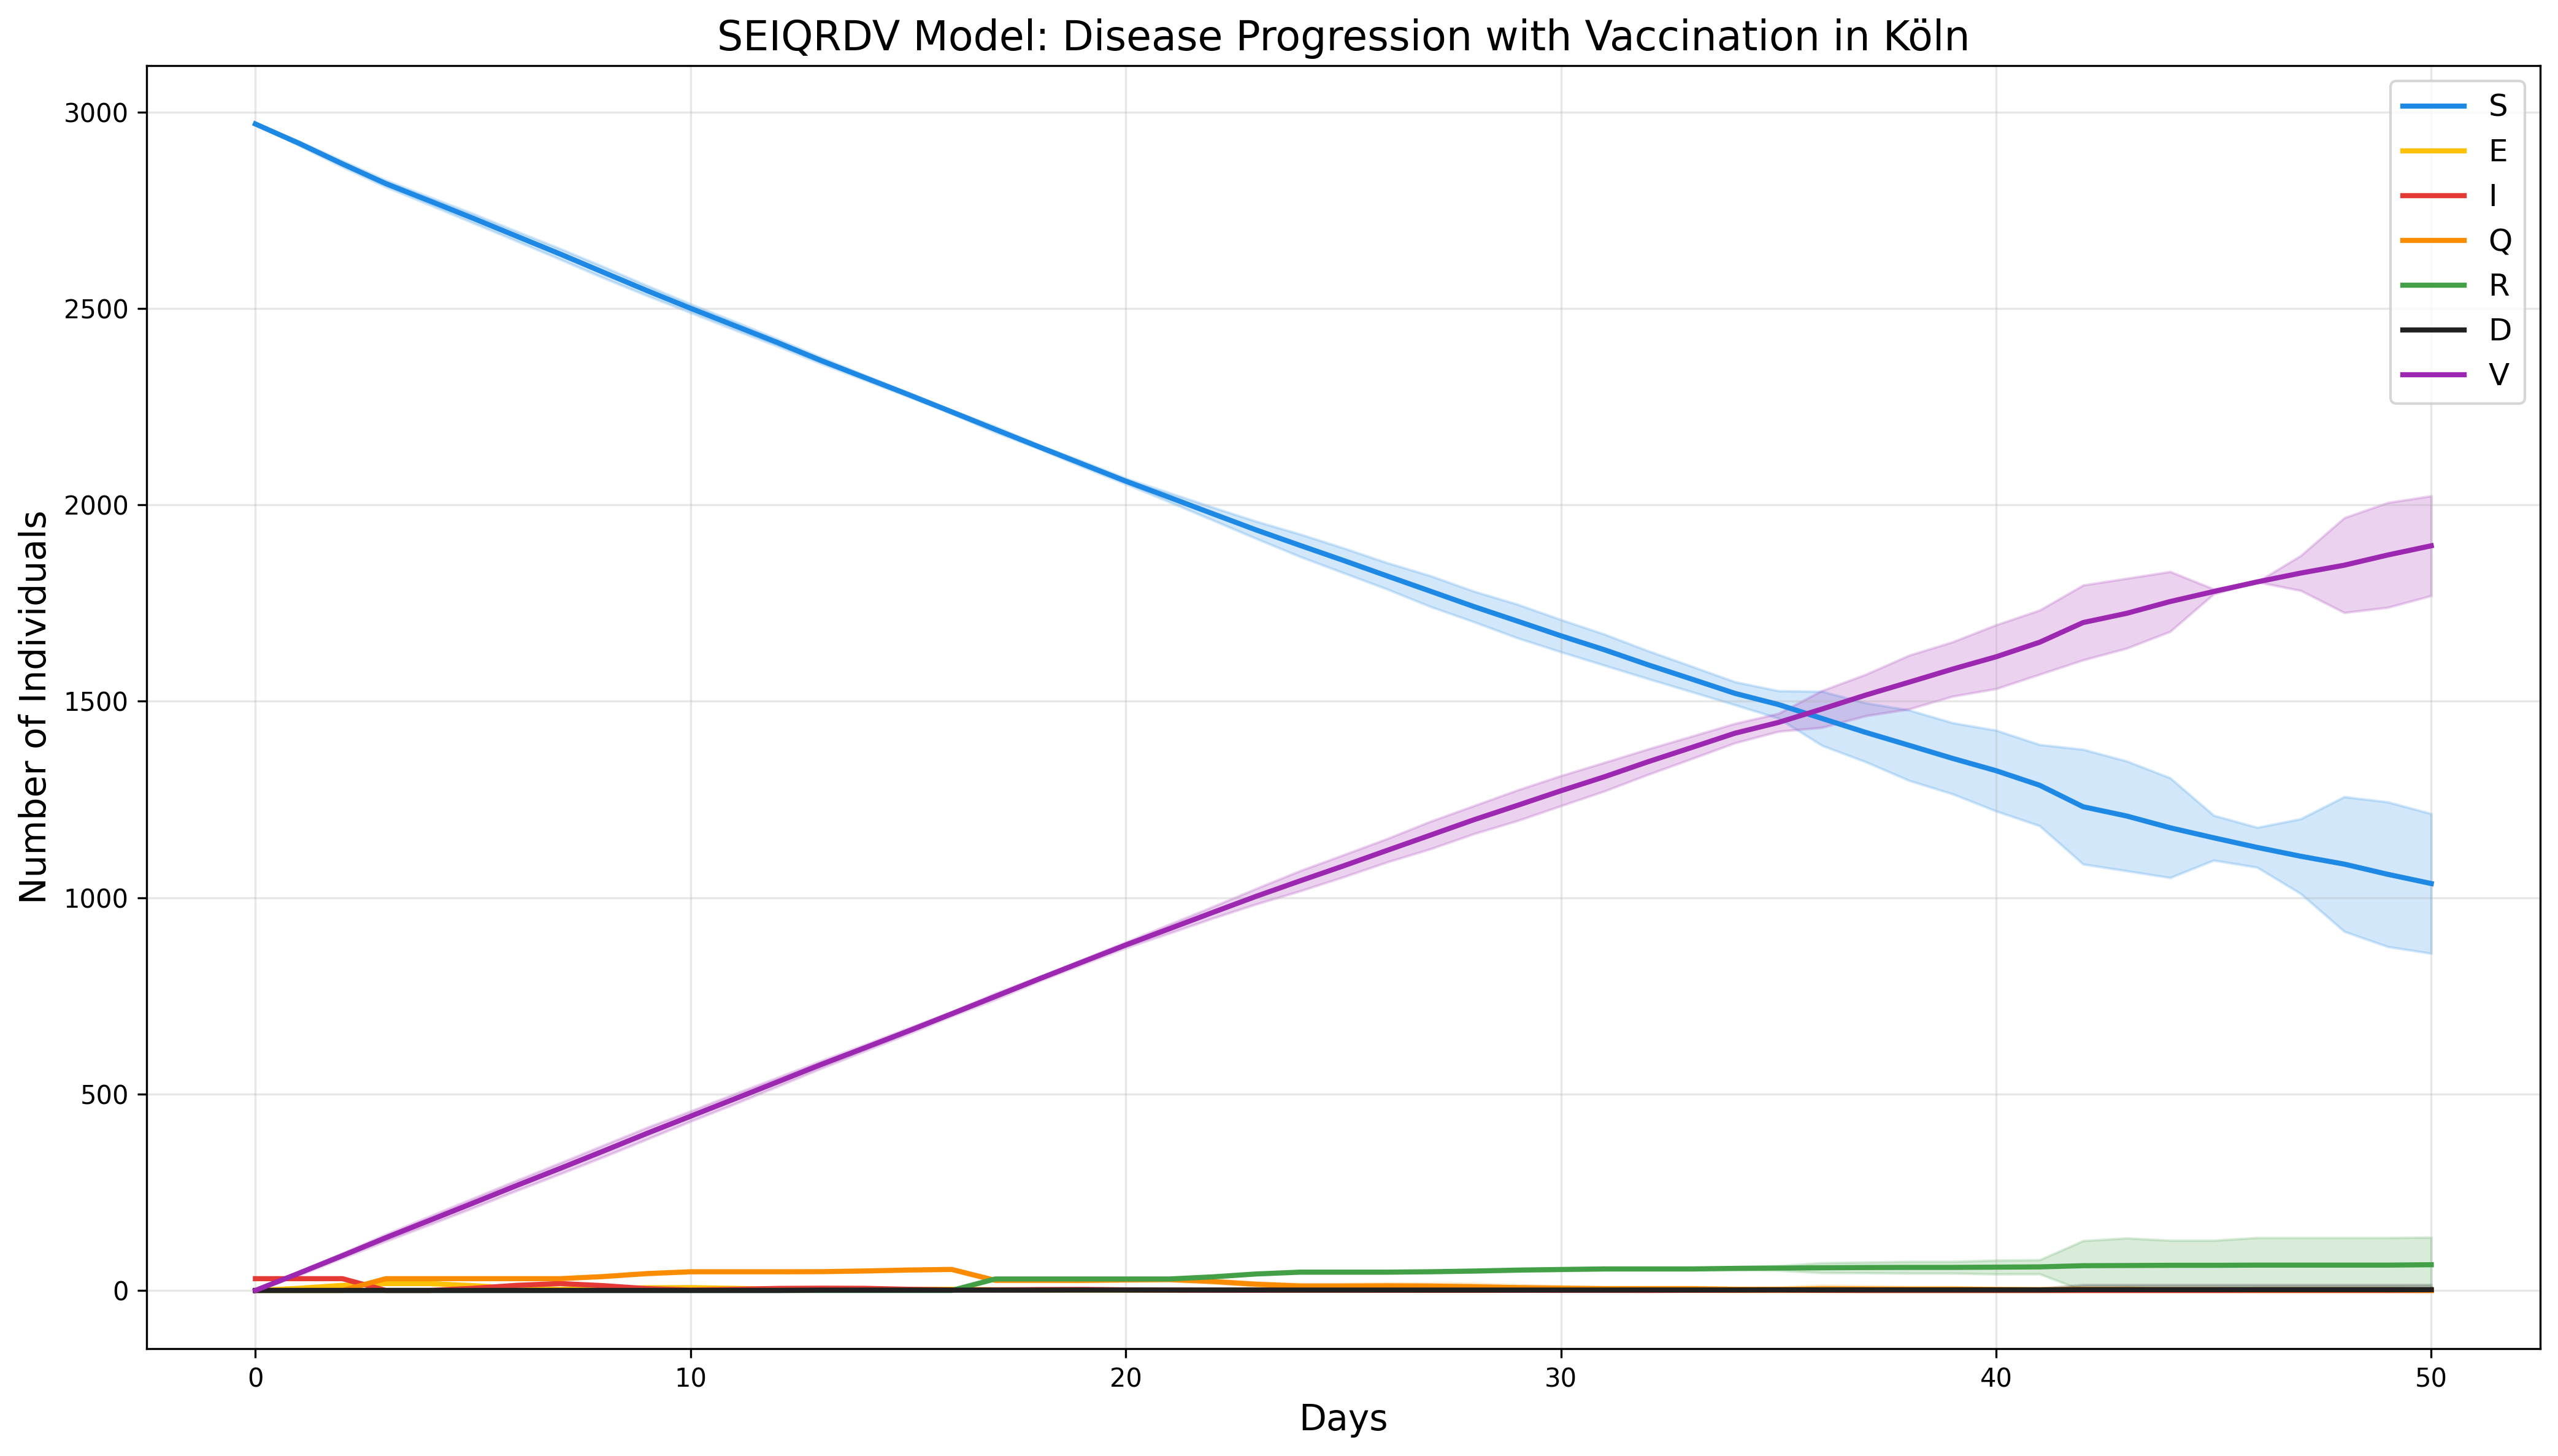 SEIQRDV Model: Disease Progression with Vaccination in Köln
Number of Individuals
3000
2500
2000
1500
1000
500
0
0 10 20 30 40 50
Days
S
E
I
Q
R
D
V